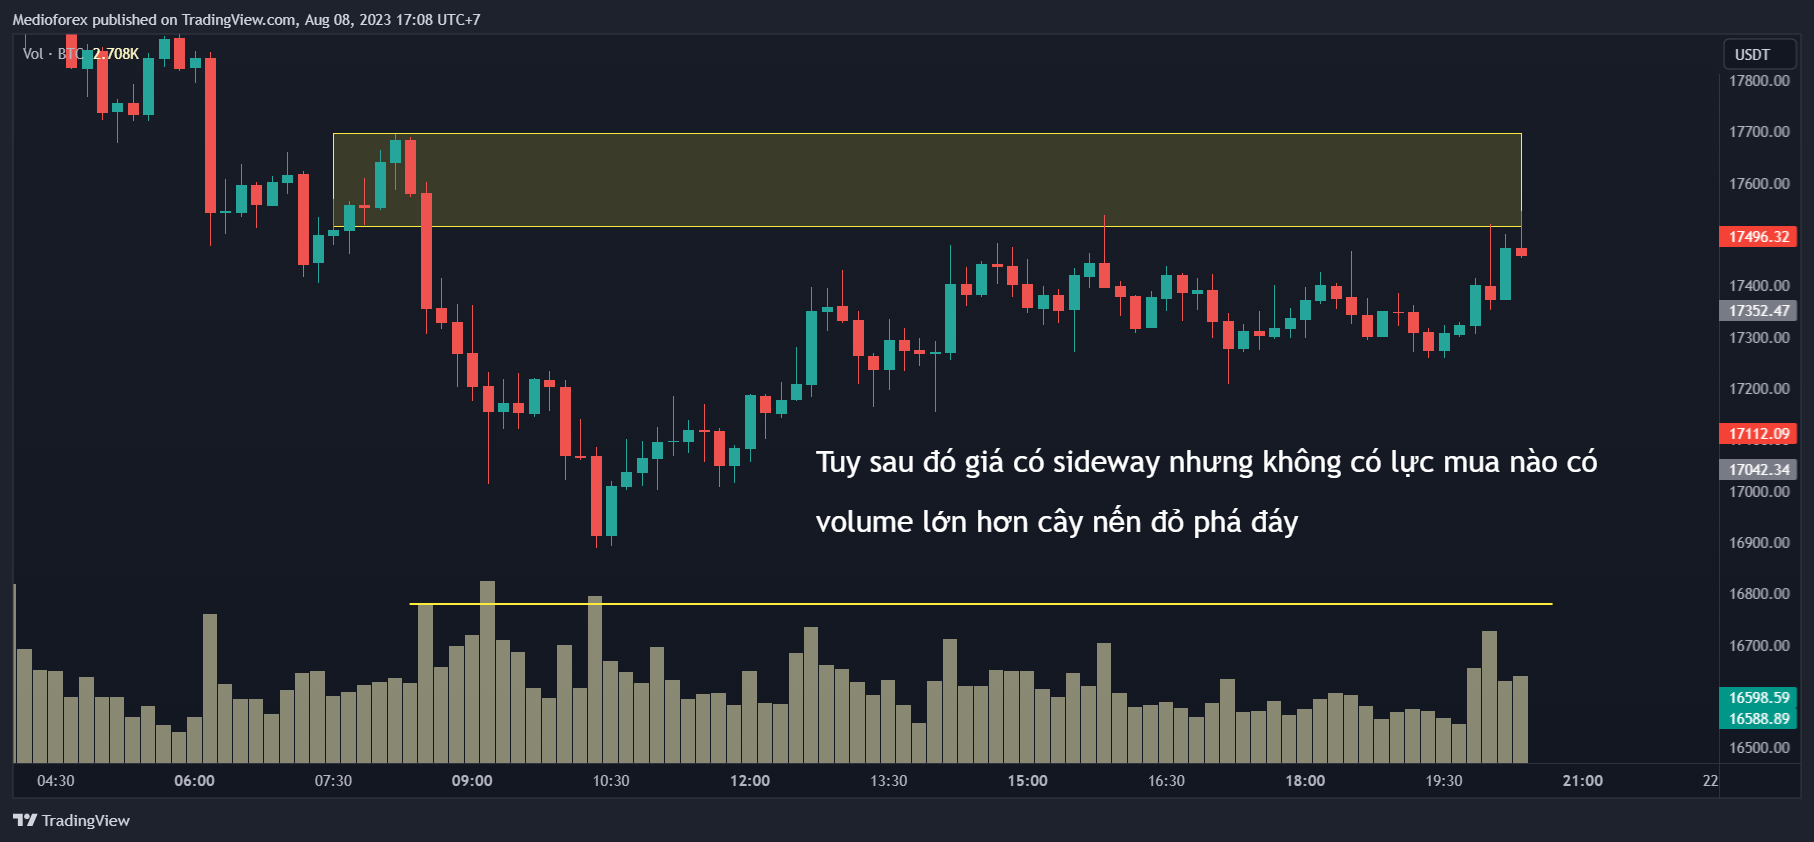 Medioforex published on TradingView.com, Aug 08, 2023 17:08 UTC+7
Vol · BTC 2.708K
USDT
17800.00
17700.00
17600.00
17496.32
17400.00
17352.47
17300.00
17200.00
17112.09
17042.34
17000.00
16900.00
16800.00
16700.00
16598.59
16588.89
16500.00
Tuy sau đó giá có sideway nhưng không có lực mua nào có
volume lớn hơn cây nến đỏ phá đáy
04:30 06:00 07:30 09:00 10:30 12:00 13:30 15:00 16:30 18:00 19:30 21:00 22
TradingView